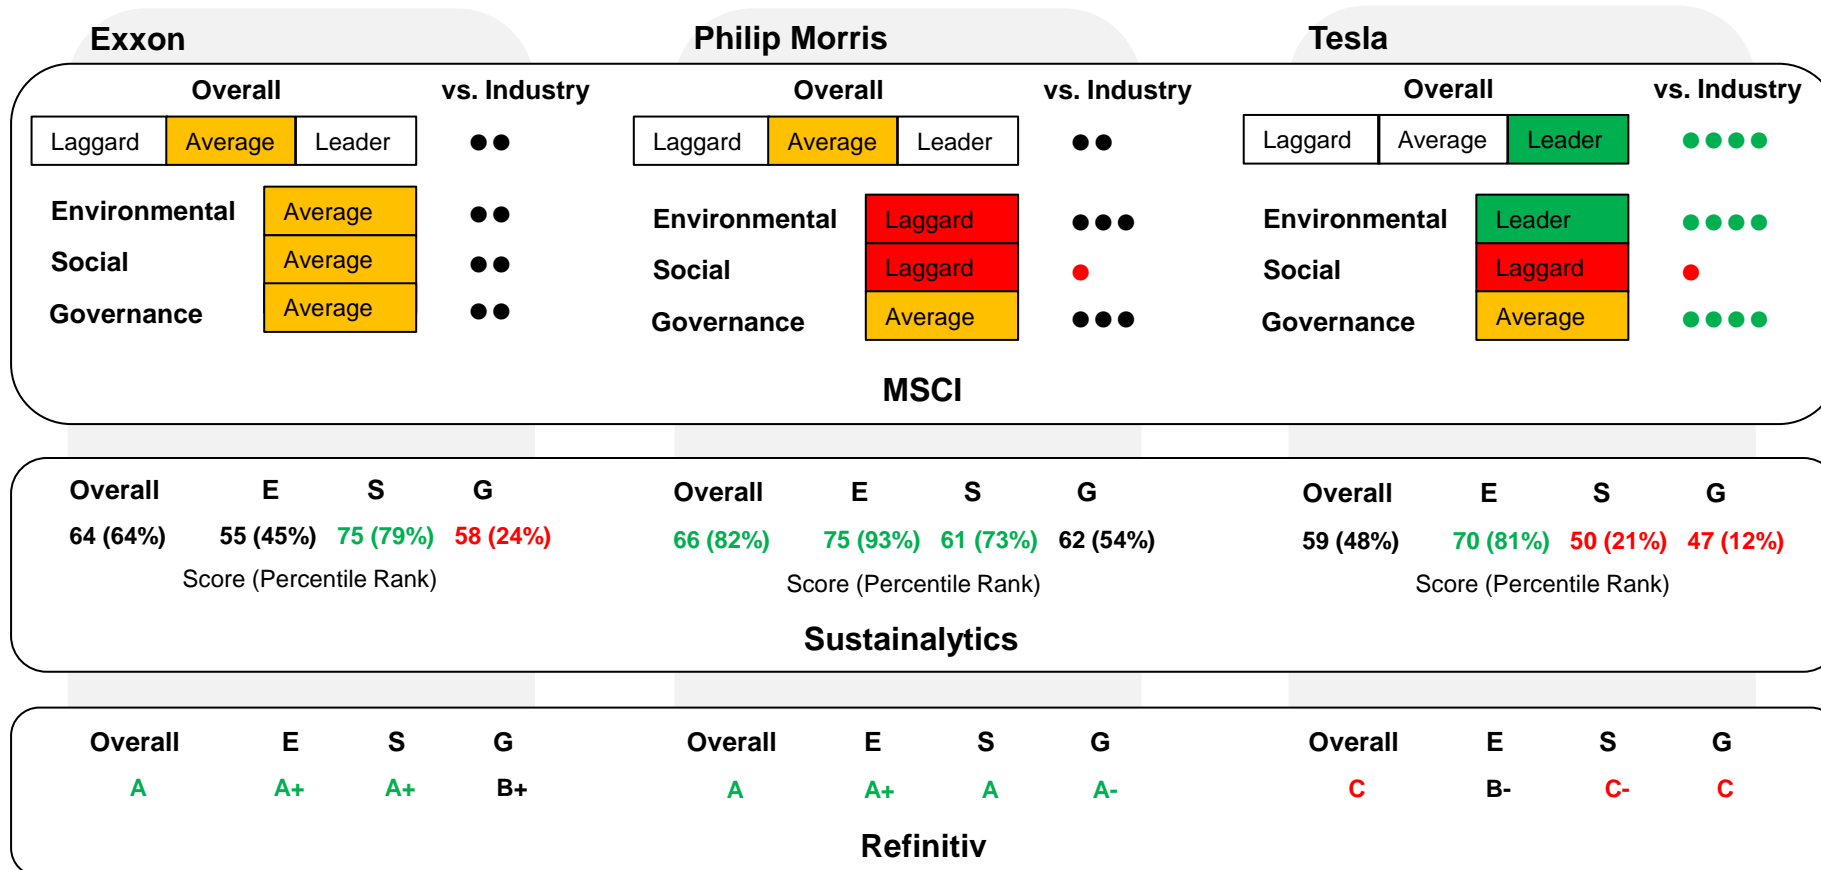 Exxon Philip Morris Tesla
Overall vs. Industry Overall vs. Industry Overall vs. Industry
Laggard Average Leader Laggard Average Leader Laggard Average Leader
Environmental Average Environmental Laggard Environmental Leader
Social Average Social Laggard Social Laggard
Governance Average Governance Average Governance Average
MSCI
Overall E S G Overall E S G Overall E S G
64 (64%) 55 (45%) 75 (79%) 58 (24%) 66 (82%) 75 (93%) 61 (73%) 62 (54%) 59 (48%) 70 (81%) 50 (21%) 47 (12%)
Score (Percentile Rank) Score (Percentile Rank) Score (Percentile Rank)
Sustainalytics
Overall E S G Overall E S G Overall E S G
A A+ A+ B+ A A+ A A- C B- C- C
Refinitiv